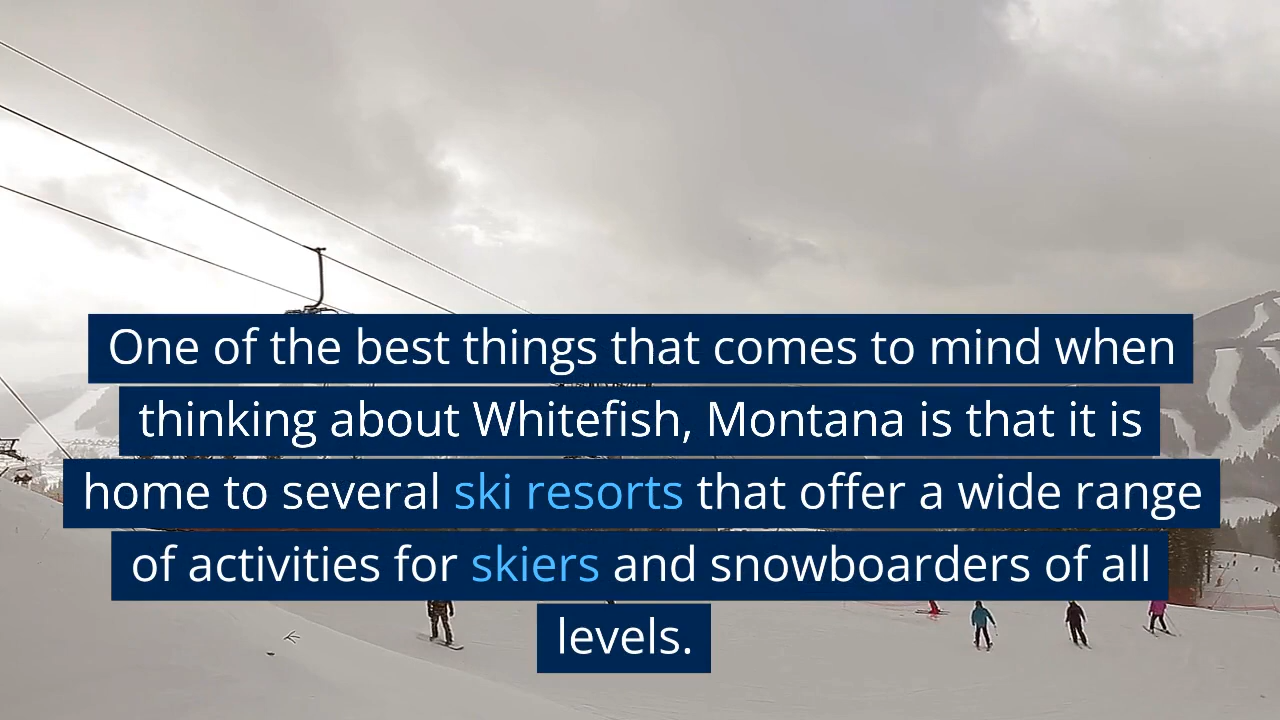 One of the best things that comes to mind when
thinking about Whitefish, Montana is that it is
home to several ski resorts that offer a wide range
of activities for skiers and snowboarders of all
levels.